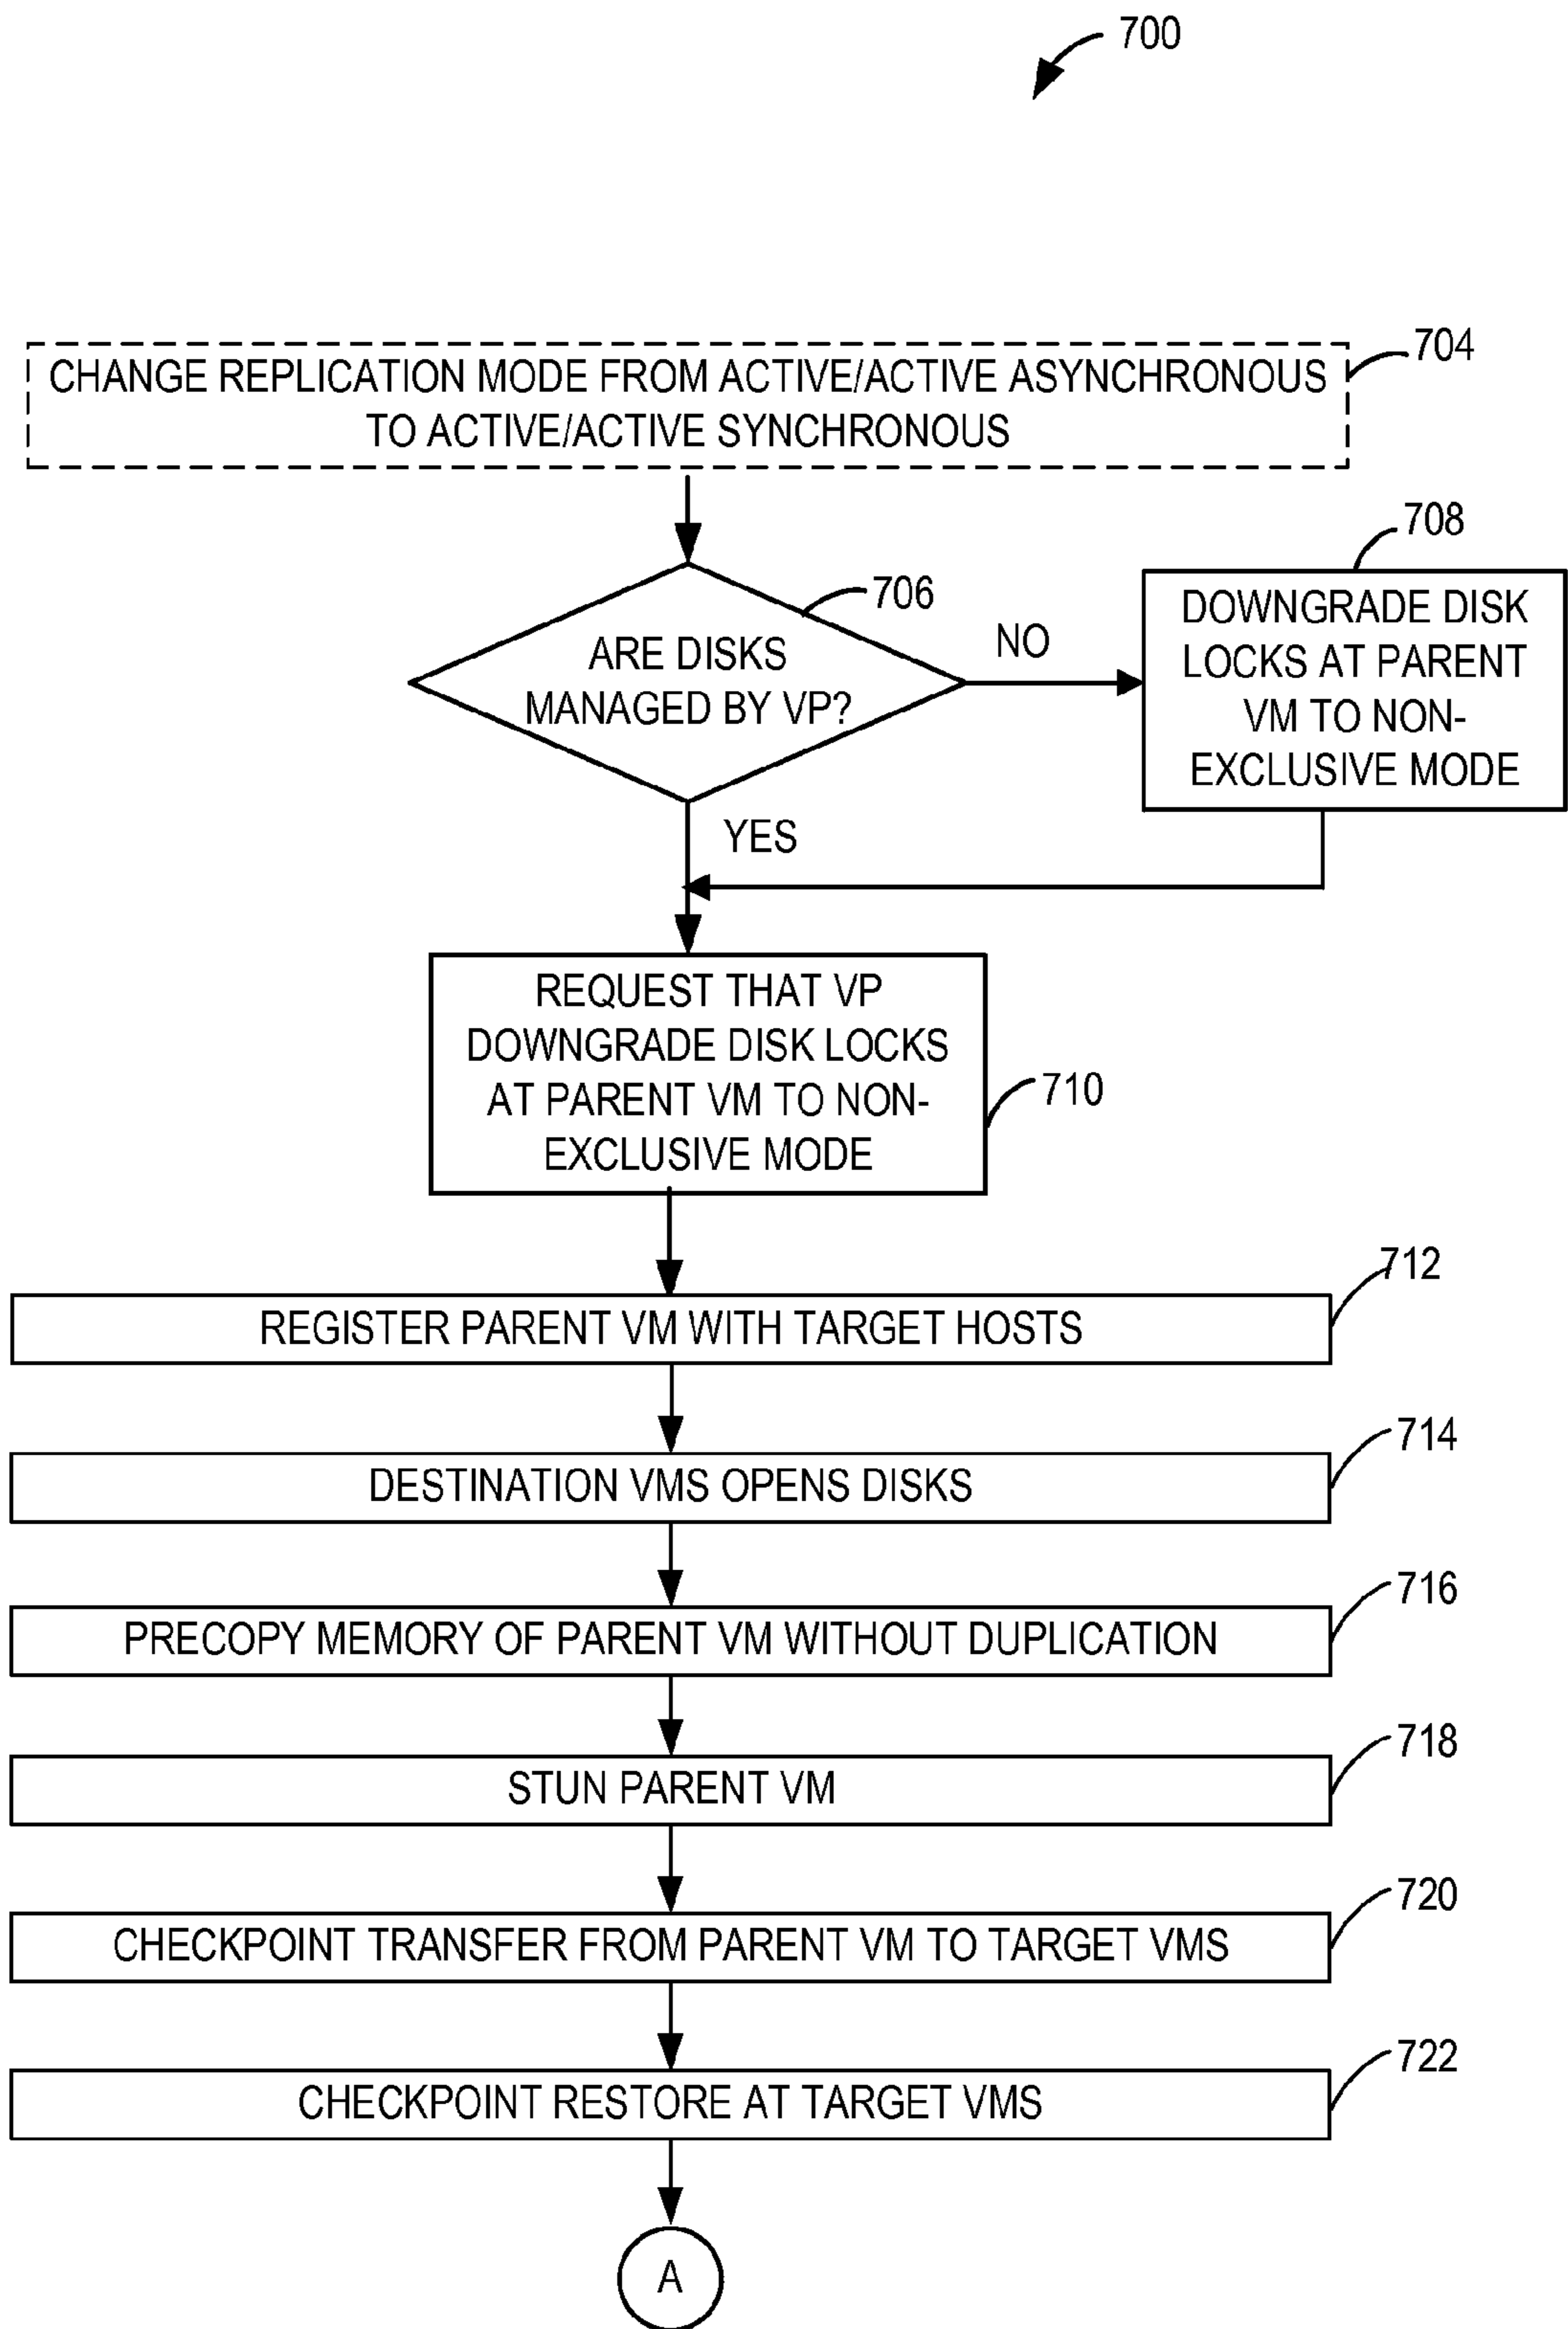 700
CHANGE REPLICATION MODE FROM ACTIVE/ACTIVE ASYNCHRONOUS
TO ACTIVE/ACTIVE SYNCHRONOUS
704
706
ARE DISKS
MANAGED BY VP?
NO
708
DOWNGRADE DISK
LOCKS AT PARENT
VM TO NON-
EXCLUSIVE MODE
YES
REQUEST THAT VP
DOWNGRADE DISK LOCKS
AT PARENT VM TO NON-
EXCLUSIVE MODE
710
712
REGISTER PARENT VM WITH TARGET HOSTS
714
DESTINATION VMS OPENS DISKS
716
PRECOPY MEMORY OF PARENT VM WITHOUT DUPLICATION
718
STUN PARENT VM
720
CHECKPOINT TRANSFER FROM PARENT VM TO TARGET VMS
722
CHECKPOINT RESTORE AT TARGET VMS
A